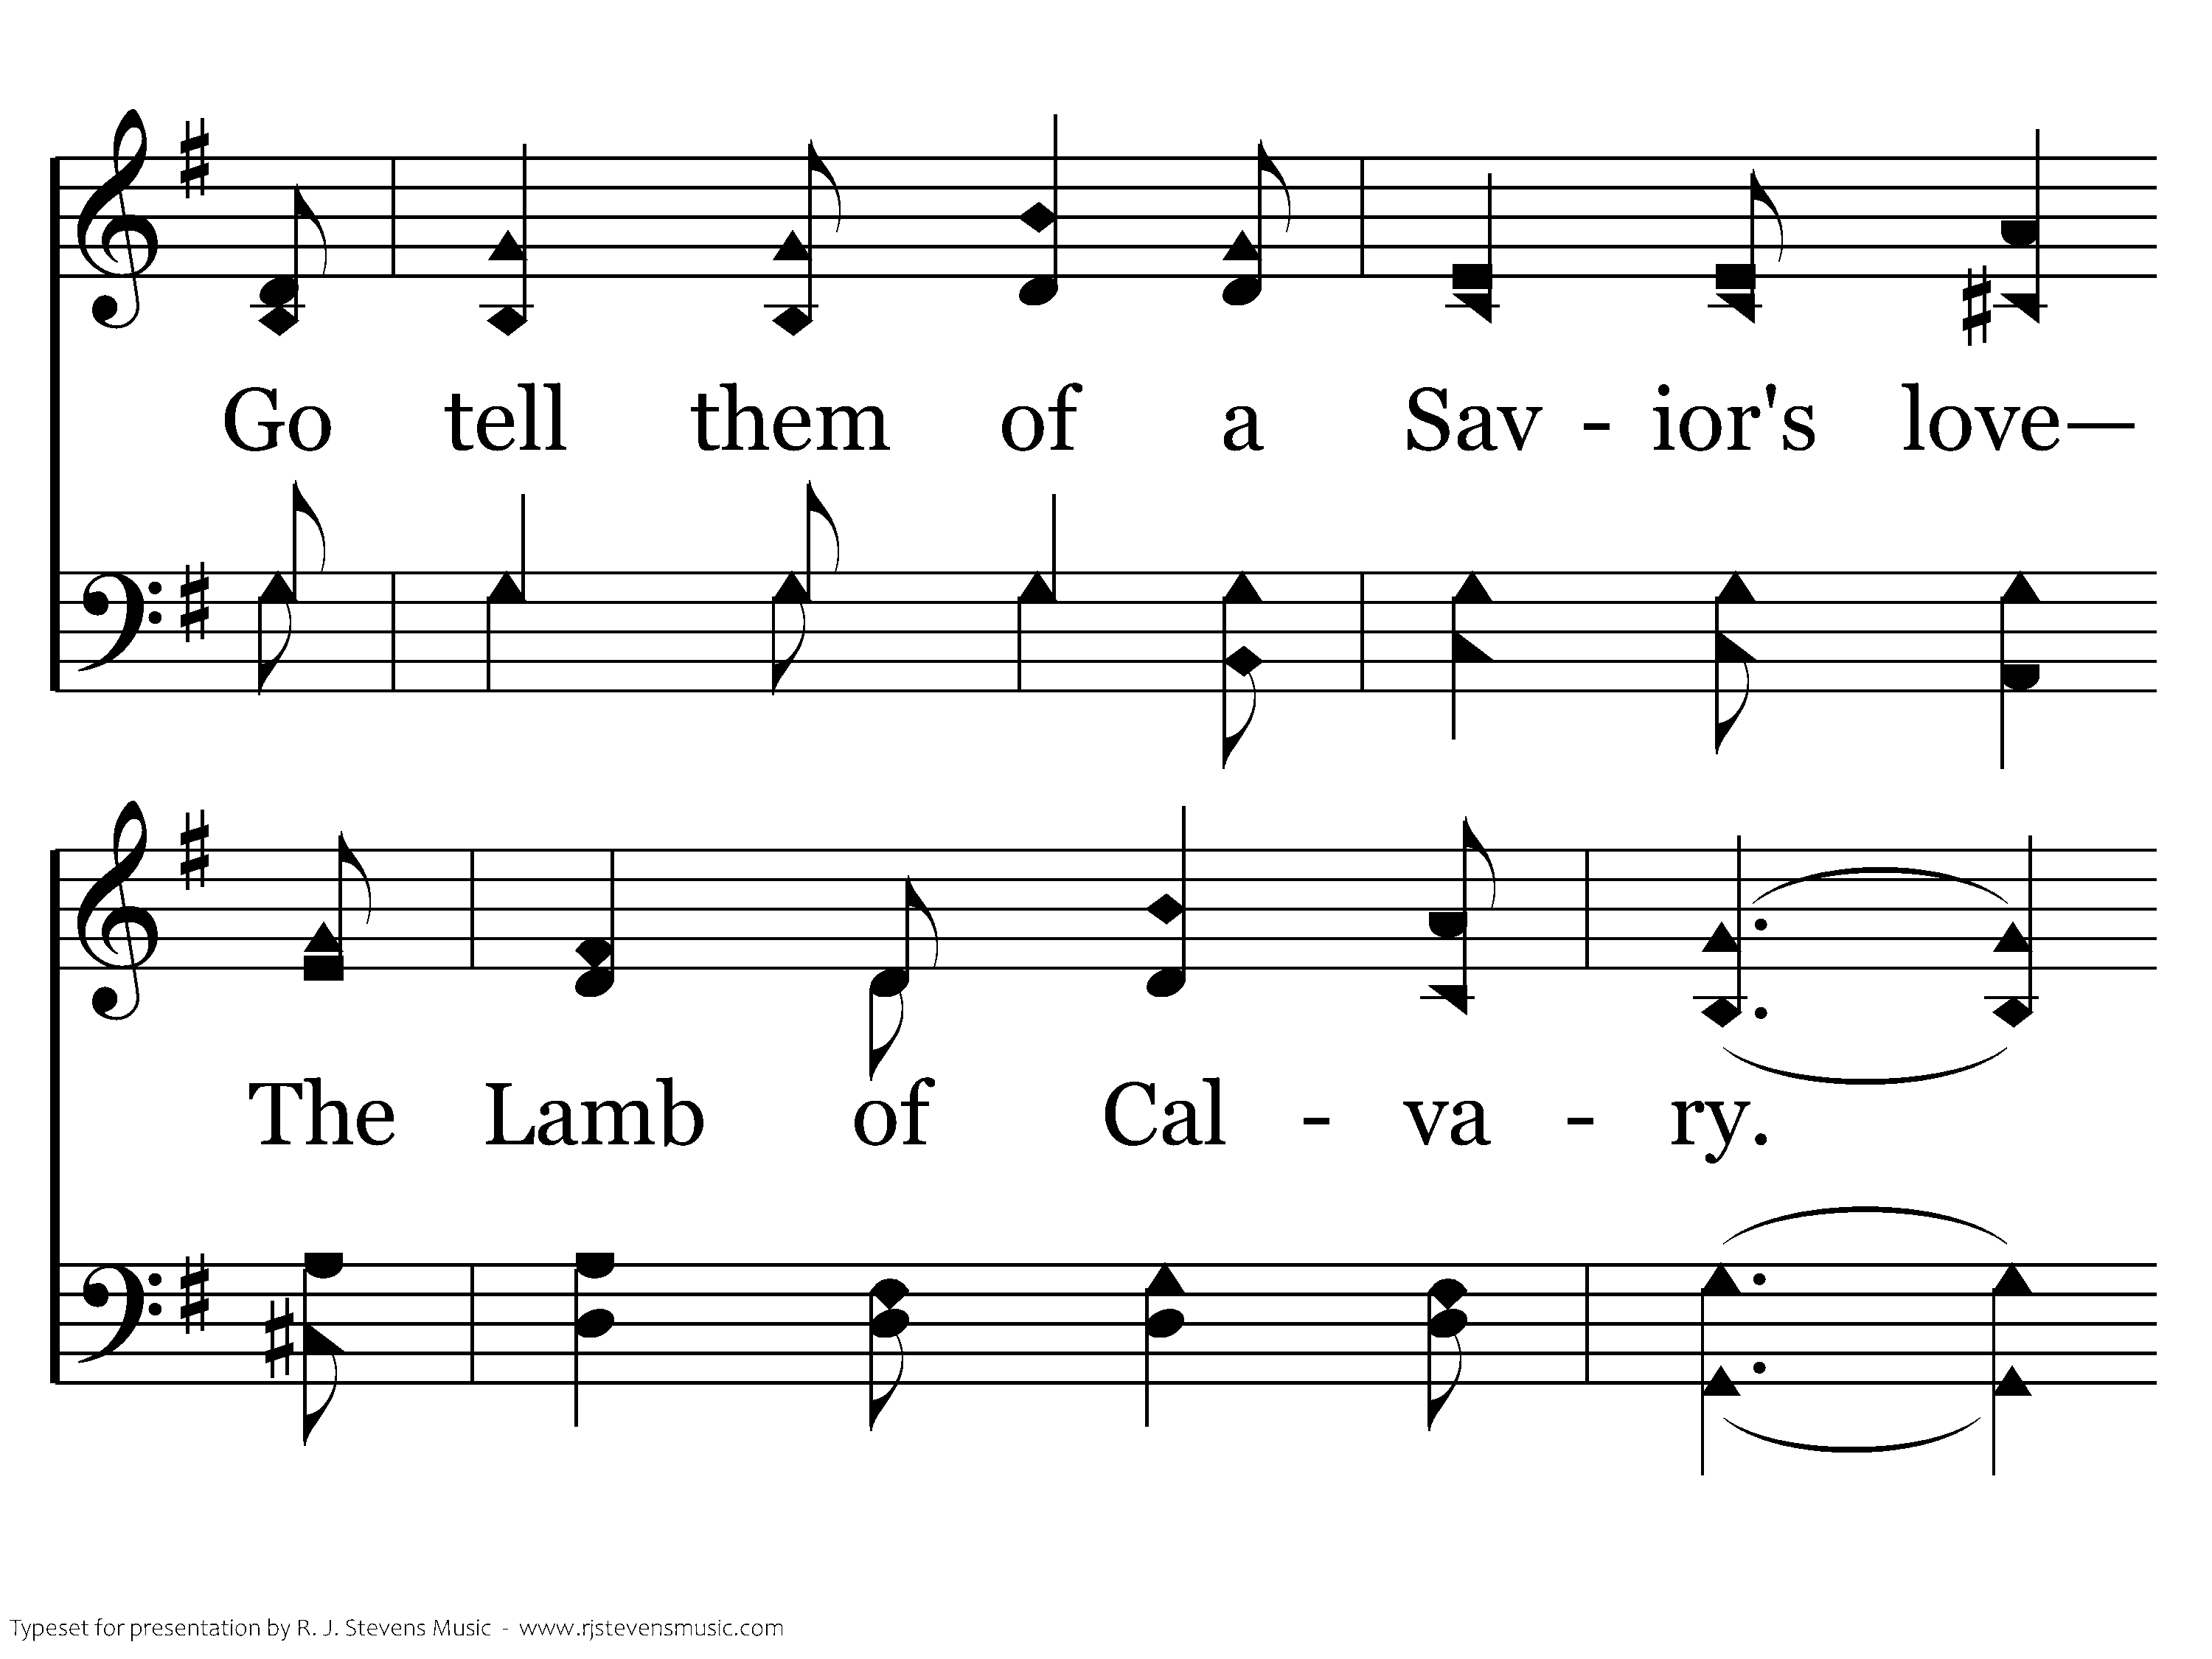 Go tell them of a Sav - ior's love—
The Lamb of Cal - va - ry.
Typeset for presentation by R. J. Stevens Music - www.rjstevensmusic.com